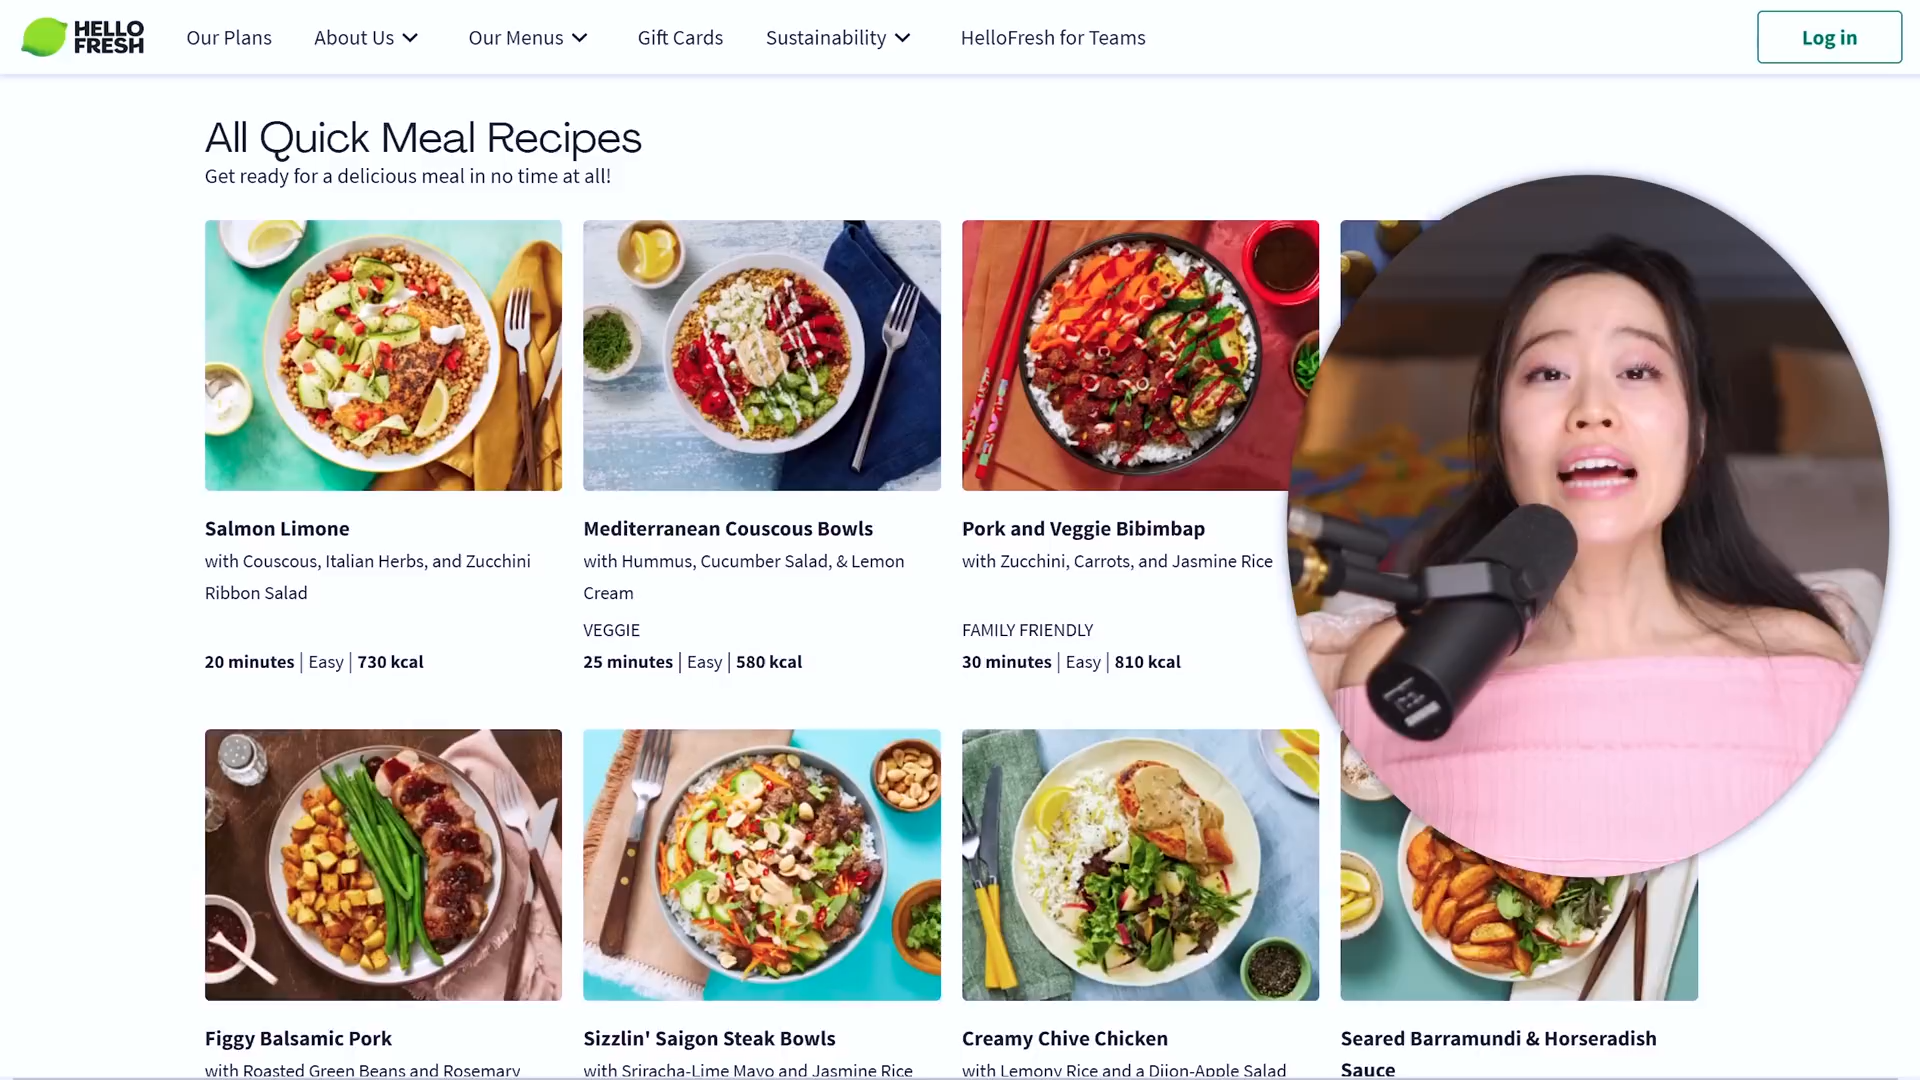 HELLO
FRESH
Our Plans
About Us
Our Menus
Gift Cards
Sustainability
HelloFresh for Teams
Log in
All Quick Meal Recipes
Get ready for a delicious meal in no time at all!
Salmon Limone
with Couscous, Italian Herbs, and Zucchini
Ribbon Salad
20 minutes | Easy | 730 kcal
Mediterranean Couscous Bowls
with Hummus, Cucumber Salad, & Lemon
Cream
VEGGIE
25 minutes | Easy | 580 kcal
Pork and Veggie Bibimbap
with Zucchini, Carrots, and Jasmine Rice
FAMILY FRIENDLY
30 minutes | Easy | 810 kcal
Figgy Balsamic Pork
with Roasted Green Beans and Rosemary
Sizzlin' Saigon Steak Bowls
with Sriracha-Lime Mayo and Jasmine Rice
Creamy Chive Chicken
with Lemony Rice and a Dijon-Apple Salad
Seared Barramundi & Horseradish
Sauce